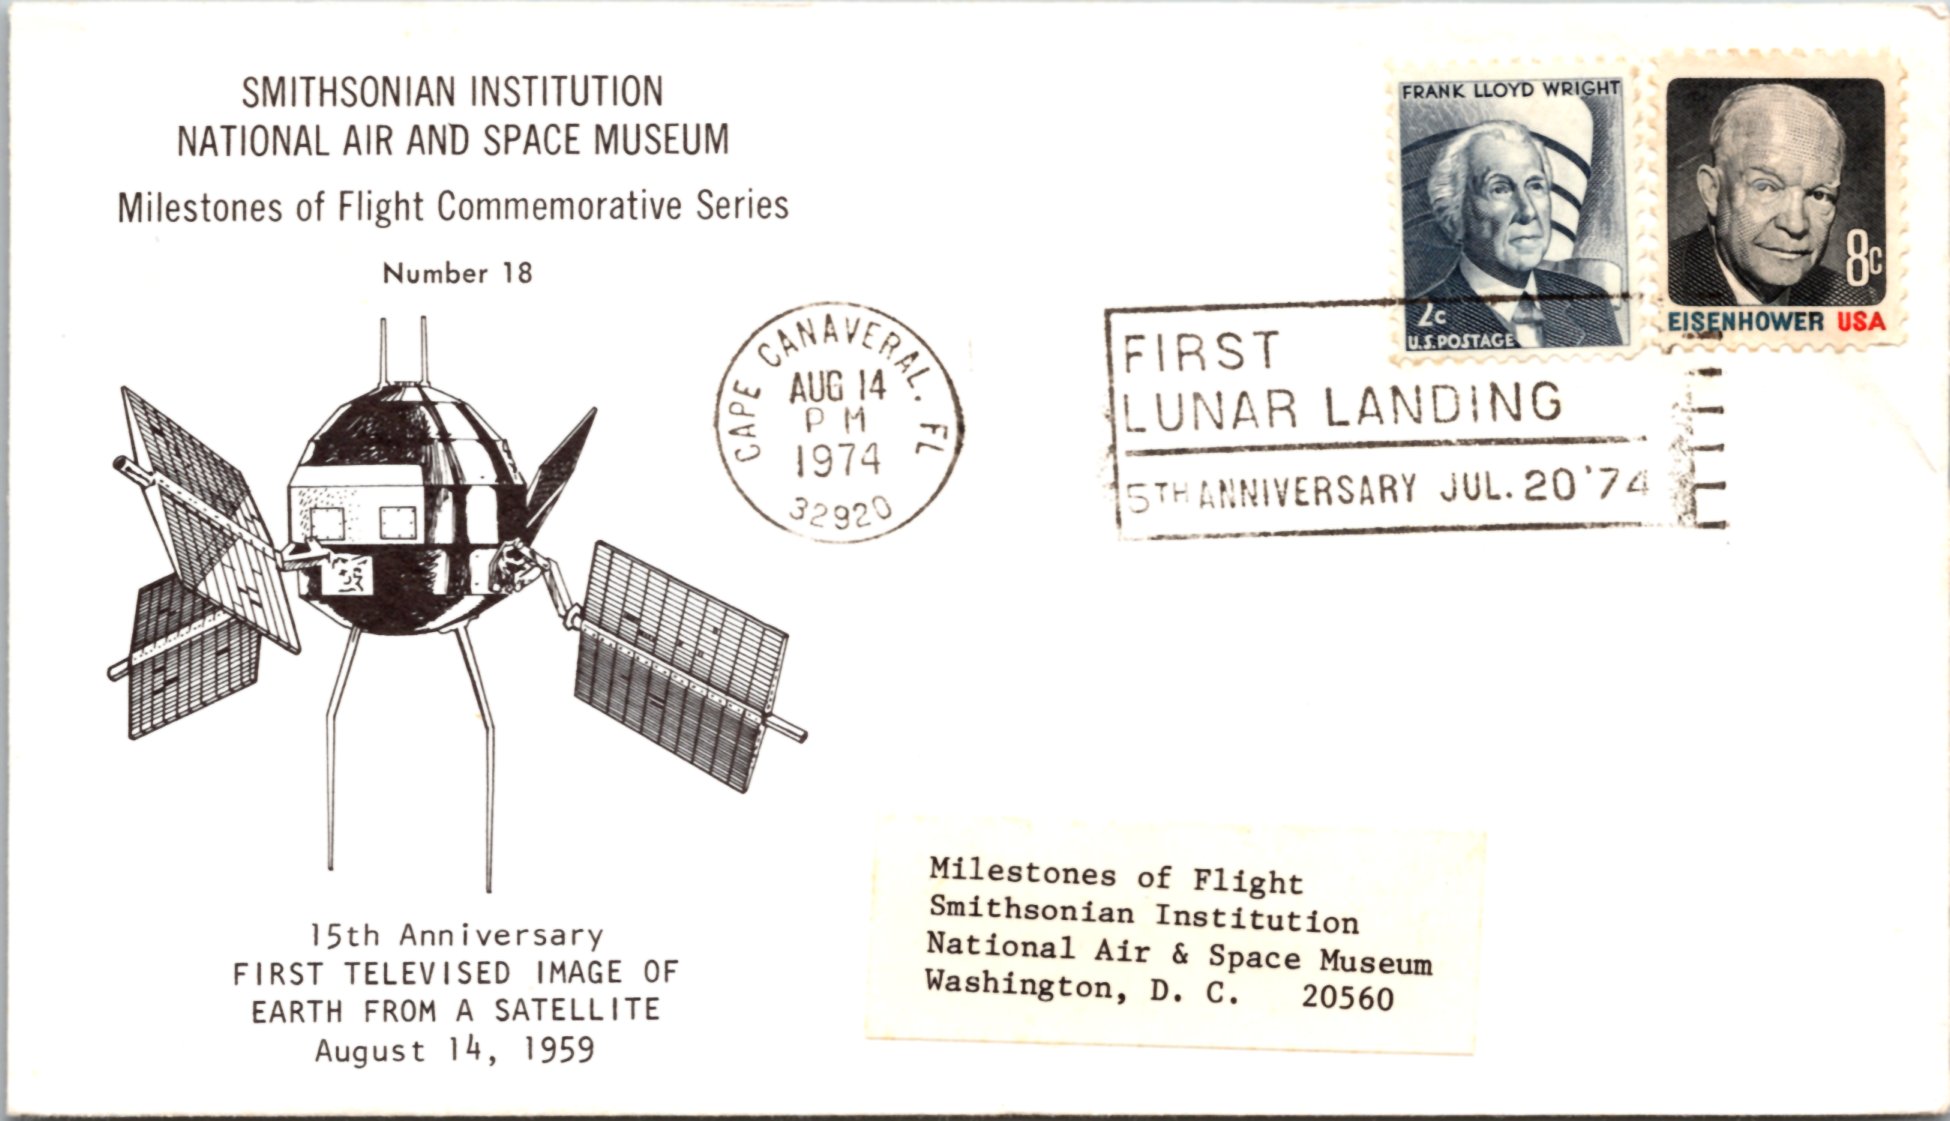 SMITHSONIAN INSTITUTION
NATIONAL AIR AND SPACE MUSEUM
Milestones of Flight Commemorative Series
Number 18
CAPE CANAVERAL. FL
AUG 14
PM
1974
32920
FRANK LLOYD WRIGHT
2c
U.S.POSTAGE
8c
EISENHOWER USA
FIRST
LUNAR LANDING
5TH ANNIVERSARY JUL. 20 '74
15th Anniversary
FIRST TELEVISED IMAGE OF
EARTH FROM A SATELLITE
August 14, 1959
Milestones of Flight
Smithsonian Institution
National Air & Space Museum
Washington, D. C. 20560